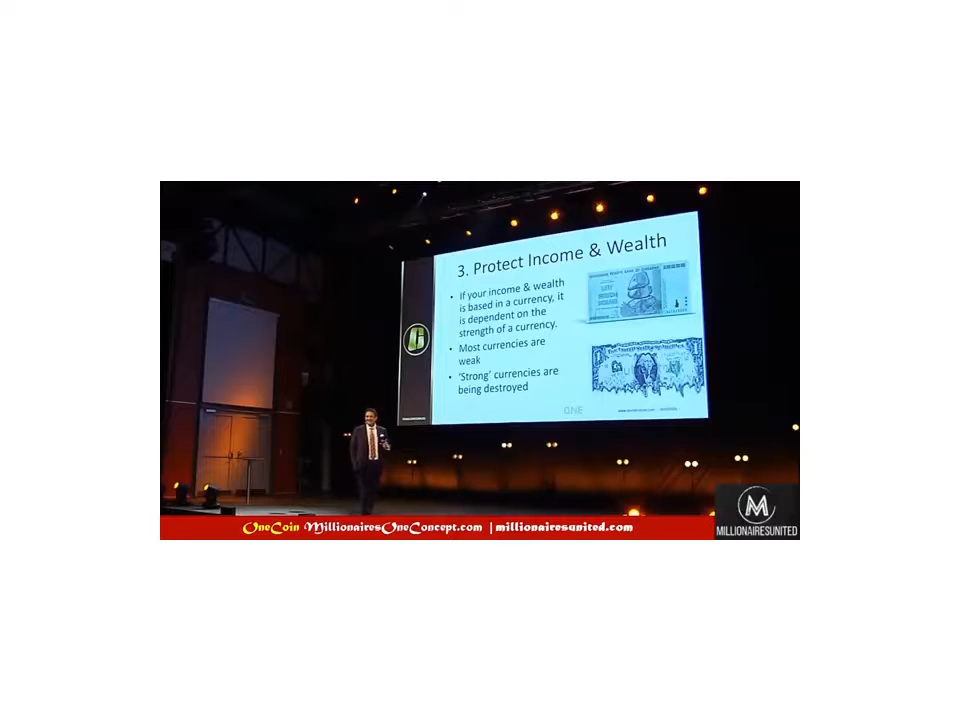 3. Protect Income & Wealth
• If your income & wealth
is based in a currency, it
is dependent on the
strength of a currency.
• Most currencies are
weak
• 'Strong' currencies are
being destroyed
ONE
OneCoin MillionairesOneConcept.com | millionairesunited.com
M
MILLIONAIRESUNITED